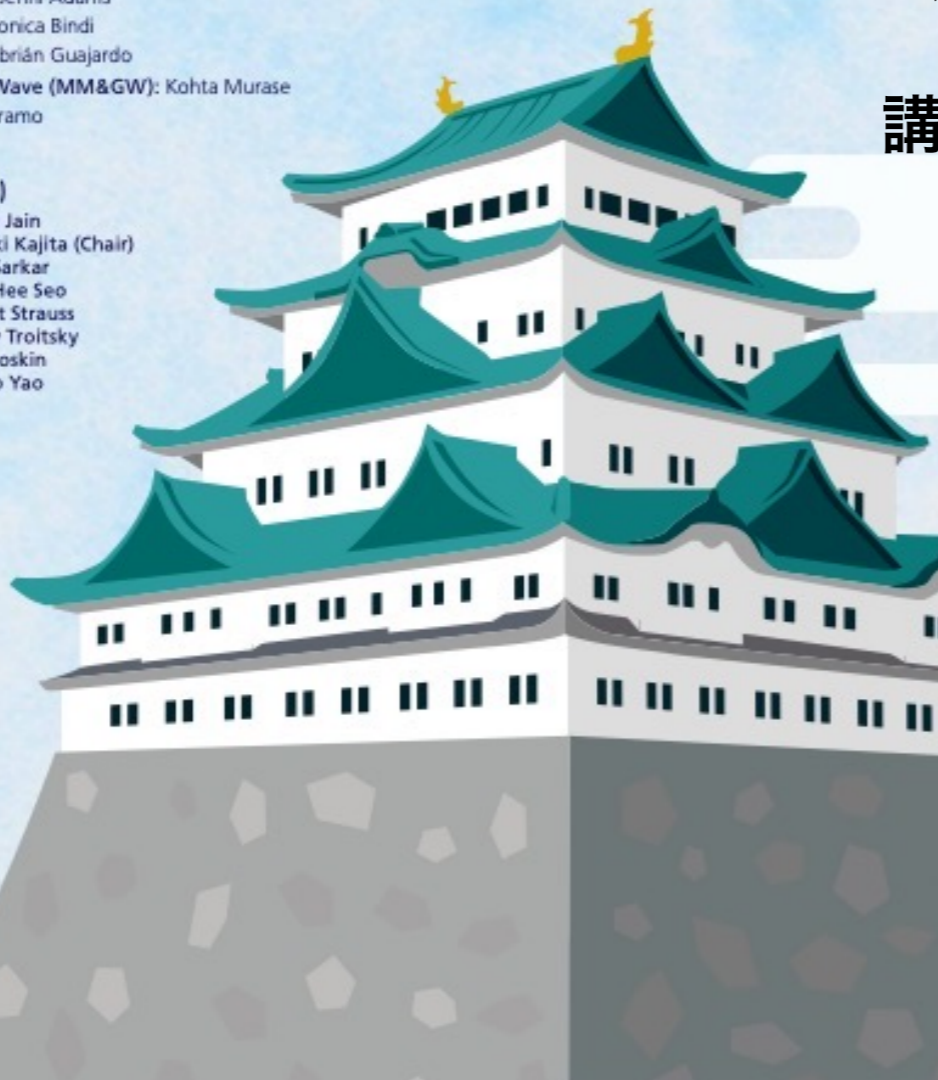 onica Bindi
brián Guajardo
Wave (MM&GW): Kohta Murase
ramo
)
Jain
ki Kajita (Chair)
Sarkar
Hee Seo
t Strauss
Troitsky
oskin
o Yao
講